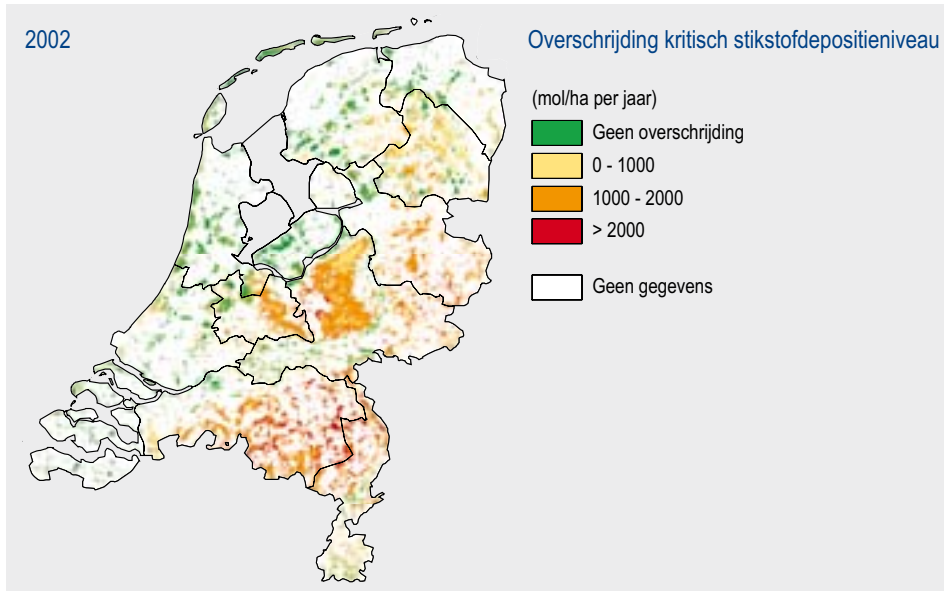 2002
Overschrijding kritisch stikstofdepositieniveau
(mol/ha per jaar)
Geen overschrijding
0 - 1000
1000 - 2000
> 2000
Geen gegevens